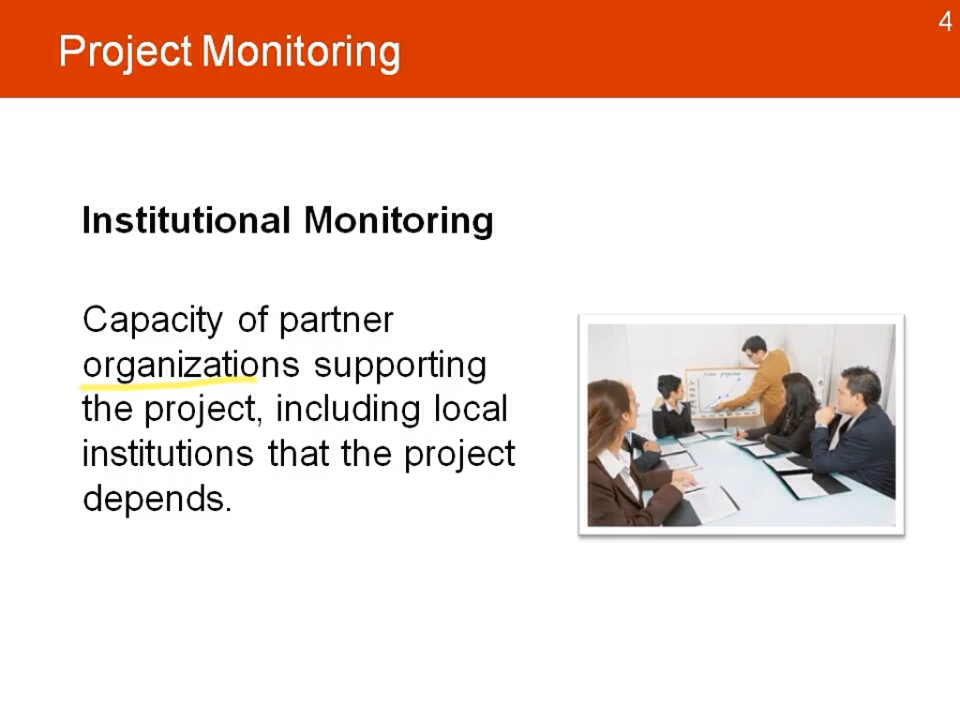 4
Project Monitoring
Institutional Monitoring
Capacity of partner
organizations supporting
the project, including local
institutions that the project
depends.